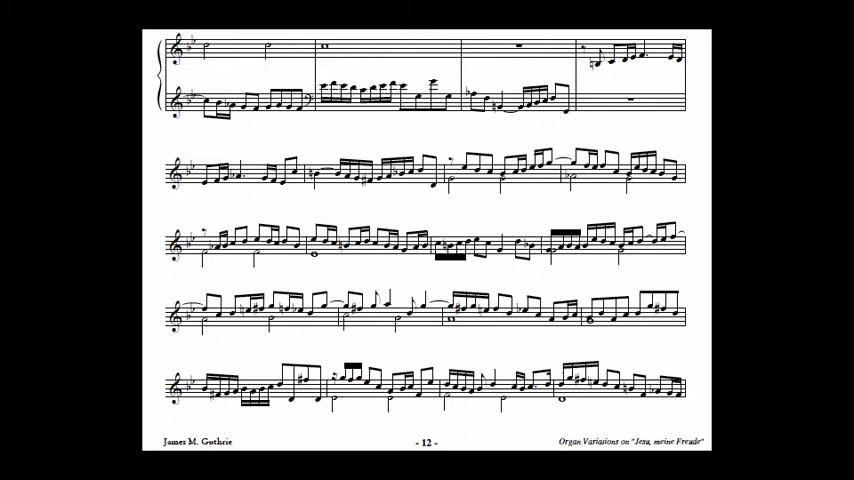 James M. Guthrie
- 12 -
Organ Variations on "Jesu, meine Freude"